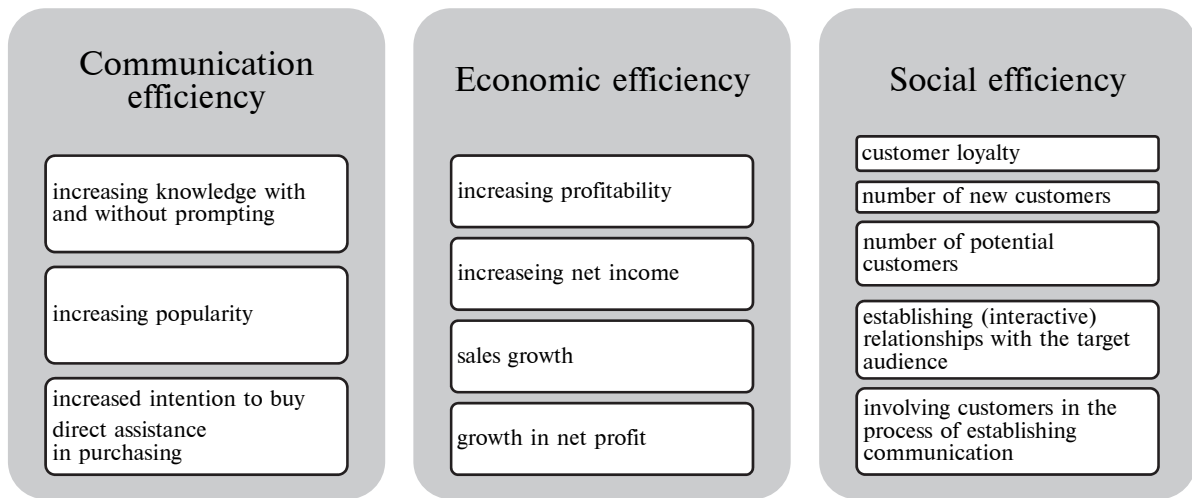 Communication
efficiency
increasing knowledge with
and without prompting
increasing popularity
increased intention to buy
direct assistance
in purchasing
Economic efficiency
increasing profitability
increaseing net income
sales growth
growth in net profit
Social efficiency
customer loyalty
number of new customers
number of potential
customers
establishing (interactive)
relationships with the target
audience
involving customers in the
process of establishing
communication